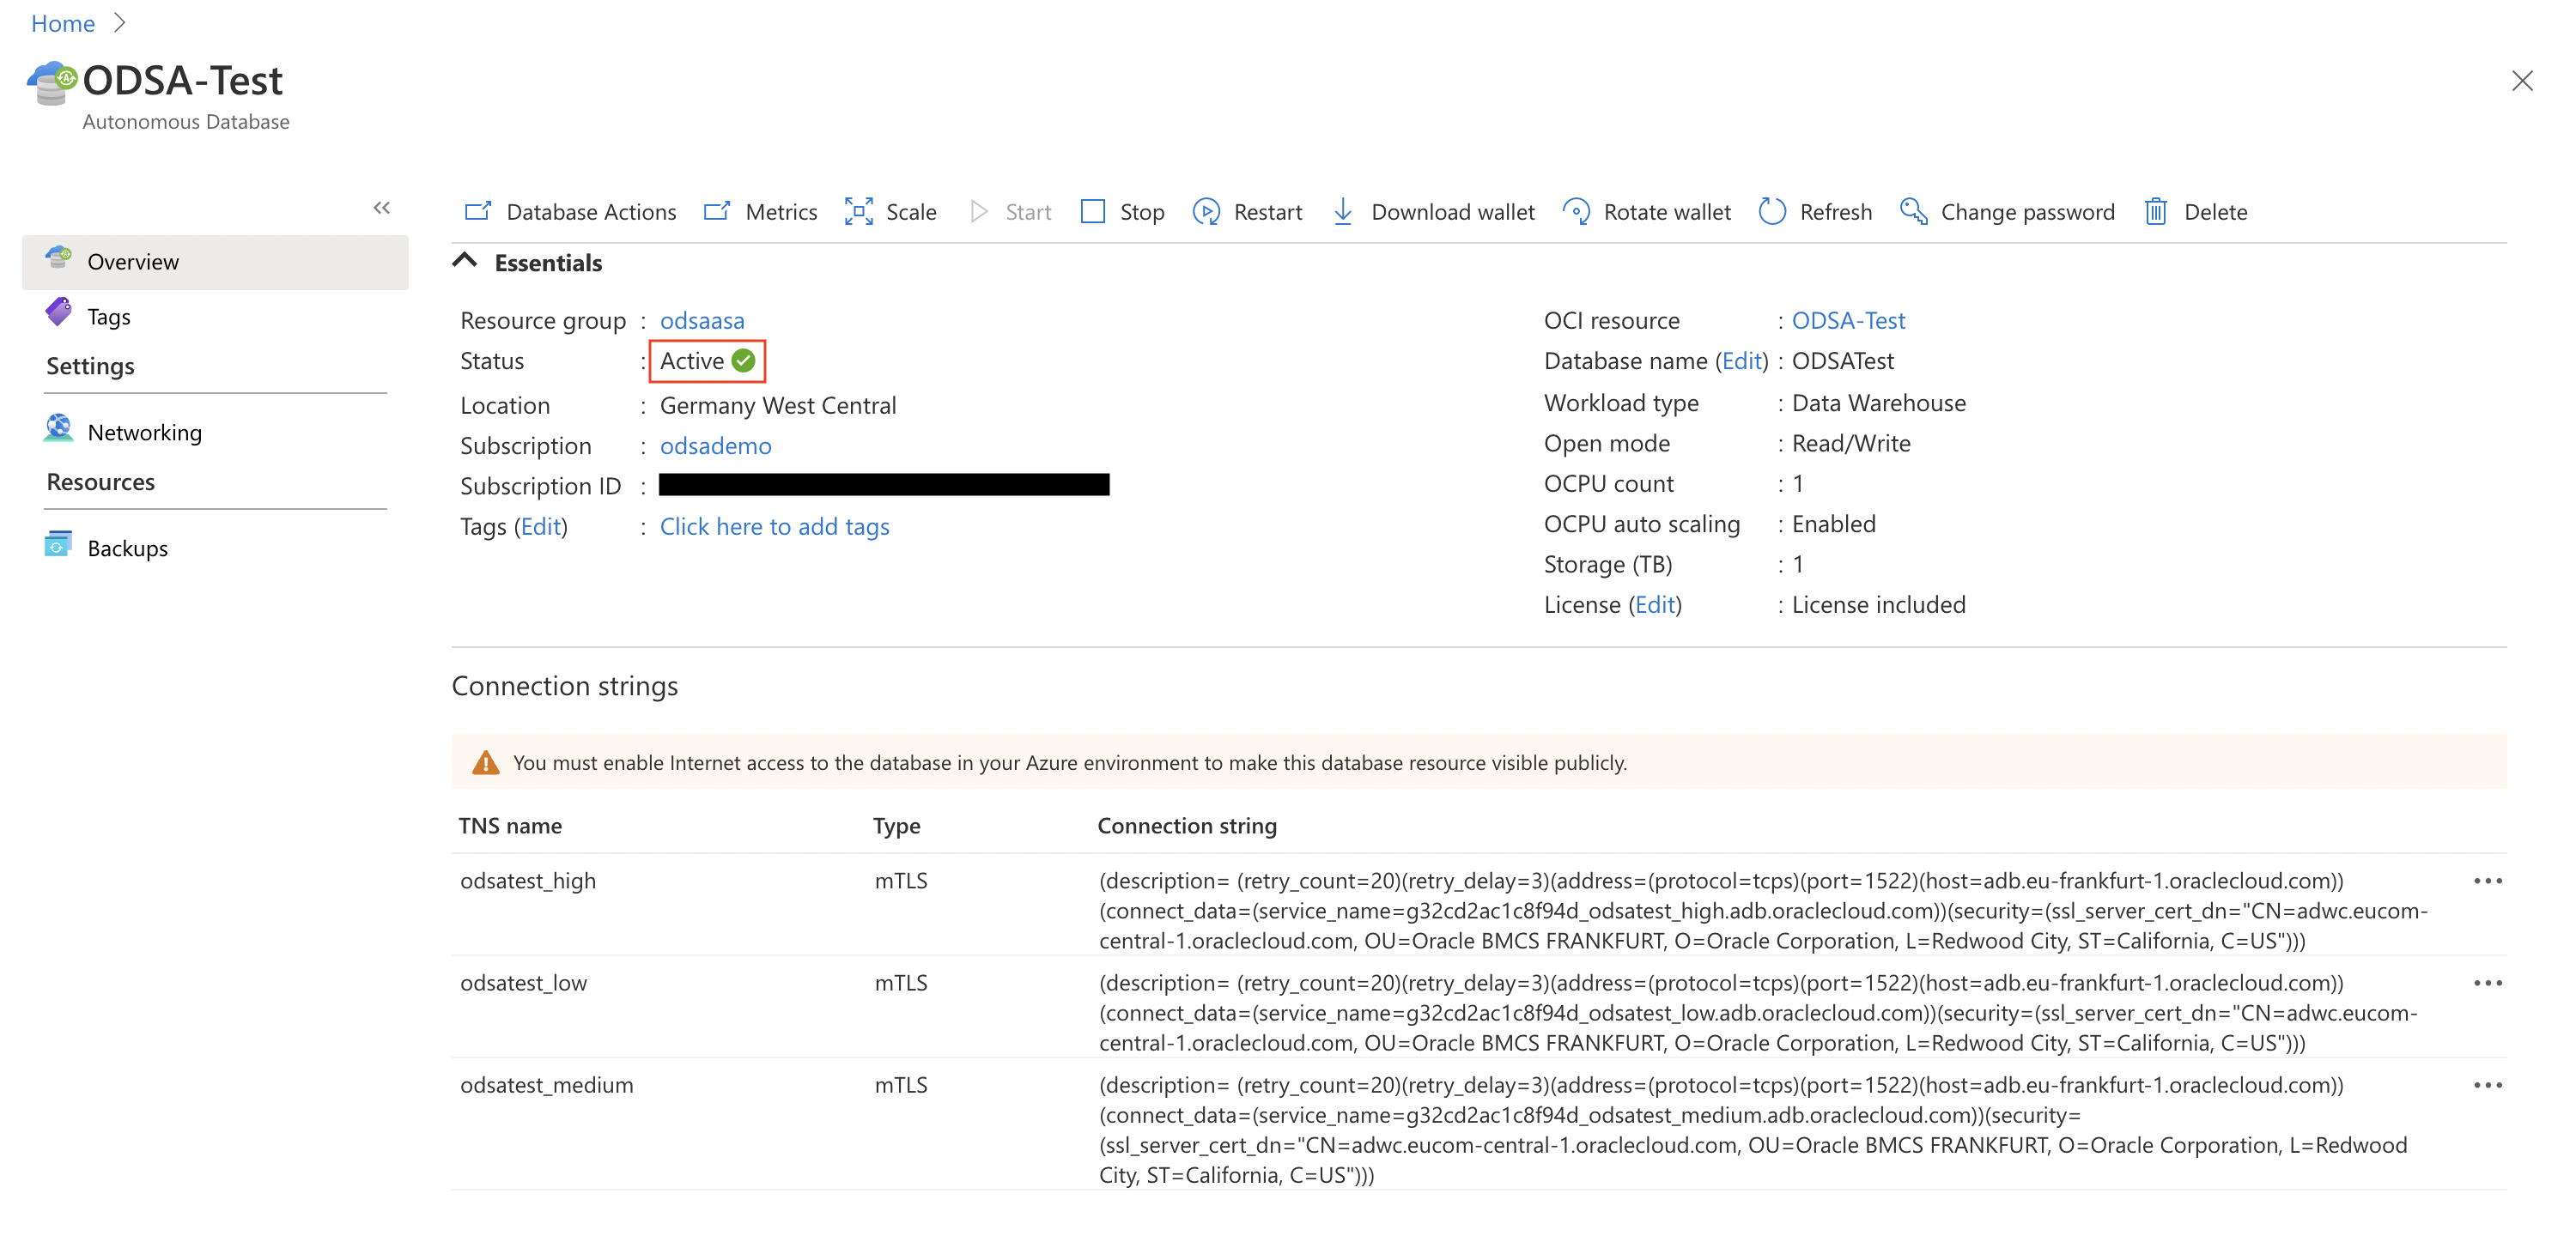 Home
ODSA-Test
Autonomous Database
Database Actions Metrics Scale Start Stop Restart Download wallet Rotate wallet Refresh Change password Delete
Overview
Tags
Settings
Networking
Resources
Backups
Essentials
Resource group : odsaasa
Status : Active
Location : Germany West Central
Subscription : odsademo
Subscription ID :
Tags (Edit) : Click here to add tags
OCI resource : ODSA-Test
Database name (Edit) : ODSATest
Workload type : Data Warehouse
Open mode : Read/Write
OCPU count : 1
OCPU auto scaling : Enabled
Storage (TB) : 1
License (Edit) : License included
Connection strings
You must enable Internet access to the database in your Azure environment to make this database resource visible publicly.
TNS name Type Connection string
odsatest_high mTLS (description= (retry_count=20)(retry_delay=3)(address=(protocol=tcps)(port=1522)(host=adb.eu-frankfurt-1.oraclecloud.com))
(connect_data=(service_name=g32cd2ac1c8f94d_odsatest_high.adb.oraclecloud.com))(security=(ssl_server_cert_dn="CN=adwc.eucom-
central-1.oraclecloud.com, OU=Oracle BMCS FRANKFURT, O=Oracle Corporation, L=Redwood City, ST=California, C=US")))
odsatest_low mTLS (description= (retry_count=20)(retry_delay=3)(address=(protocol=tcps)(port=1522)(host=adb.eu-frankfurt-1.oraclecloud.com))
(connect_data=(service_name=g32cd2ac1c8f94d_odsatest_low.adb.oraclecloud.com))(security=(ssl_server_cert_dn="CN=adwc.eucom-
central-1.oraclecloud.com, OU=Oracle BMCS FRANKFURT, O=Oracle Corporation, L=Redwood City, ST=California, C=US")))
odsatest_medium mTLS (description= (retry_count=20)(retry_delay=3)(address=(protocol=tcps)(port=1522)(host=adb.eu-frankfurt-1.oraclecloud.com))
(connect_data=(service_name=g32cd2ac1c8f94d_odsatest_medium.adb.oraclecloud.com))(security=
(ssl_server_cert_dn="CN=adwc.eucom-central-1.oraclecloud.com, OU=Oracle BMCS FRANKFURT, O=Oracle Corporation, L=Redwood
City, ST=California, C=US")))